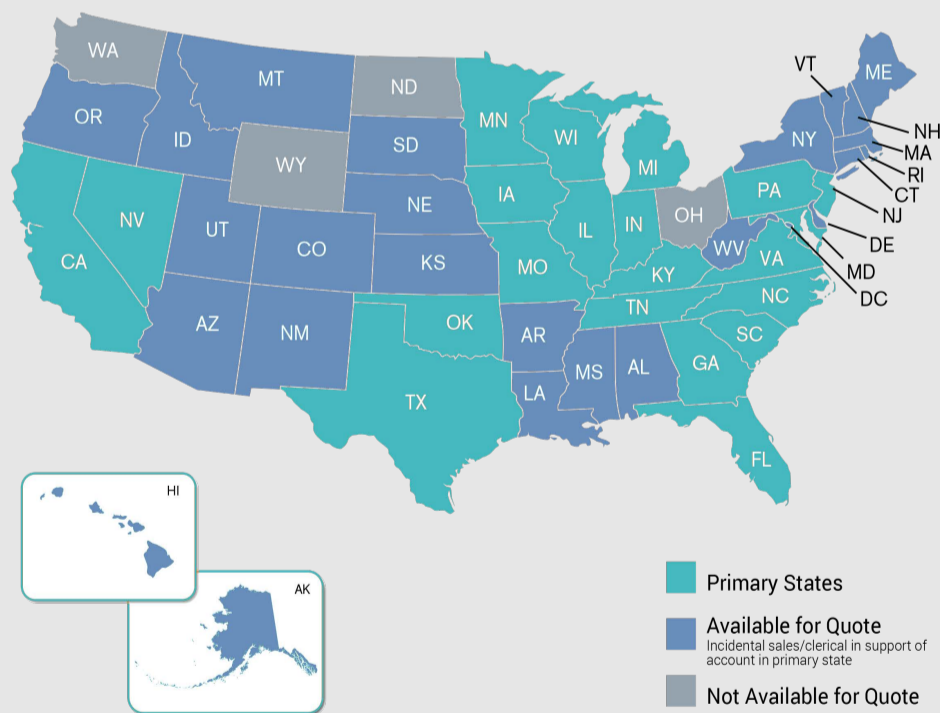 WA
MT
ND
MN
VT
ME
OR
ID
SD
WI
MI
NY
NH
MA
RI
CT
WY
IA
PA
NJ
NV
UT
NE
IL
IN
OH
DE
CO
KS
MO
WV
VA
MD
CA
KY
DC
AZ
NM
OK
TN
NC
AR
SC
TX
LA
MS
AL
GA
FL
HI
AK
Primary States
Available for Quote
Incidental sales/clerical in support of
account in primary state
Not Available for Quote